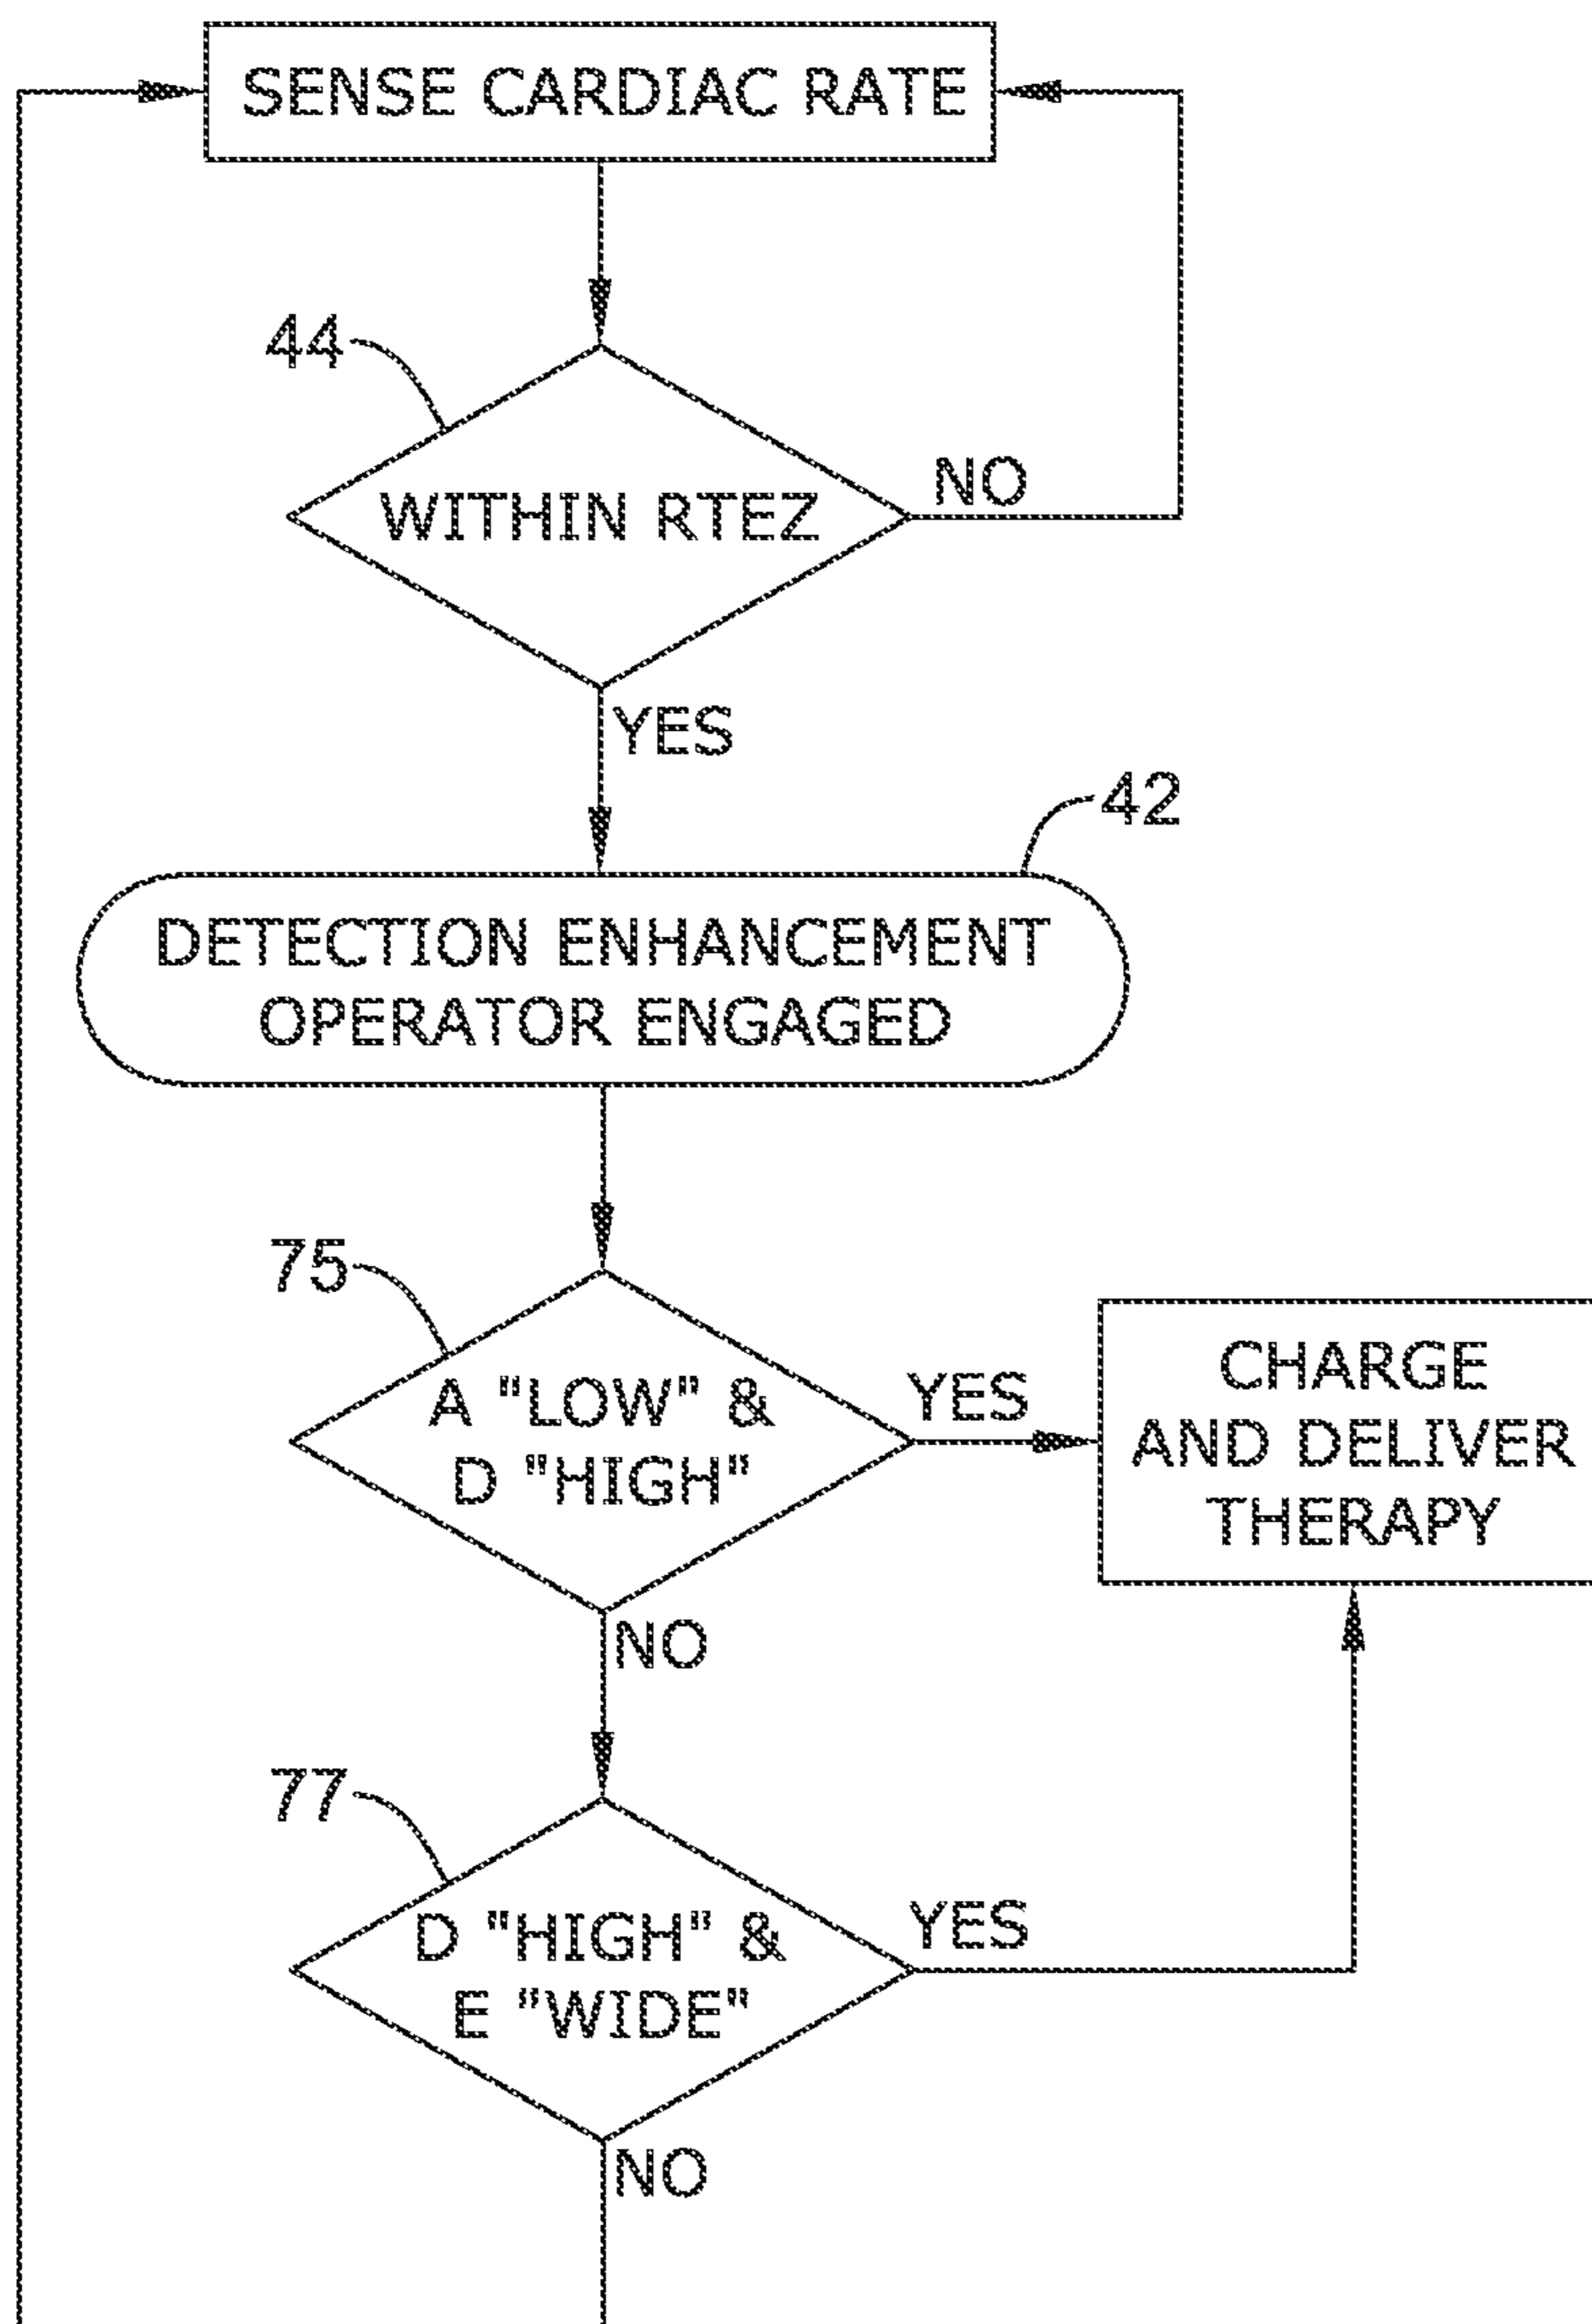 SENSE CARDIAC RATE
44
WITHIN RTEZ
NO
YES
42
DETECTION ENHANCEMENT
OPERATOR ENGAGED
75
A "LOW" &
D "HIGH"
YES
CHARGE
AND DELIVER
THERAPY
NO
77
D "HIGH" &
E "WIDE"
YES
NO